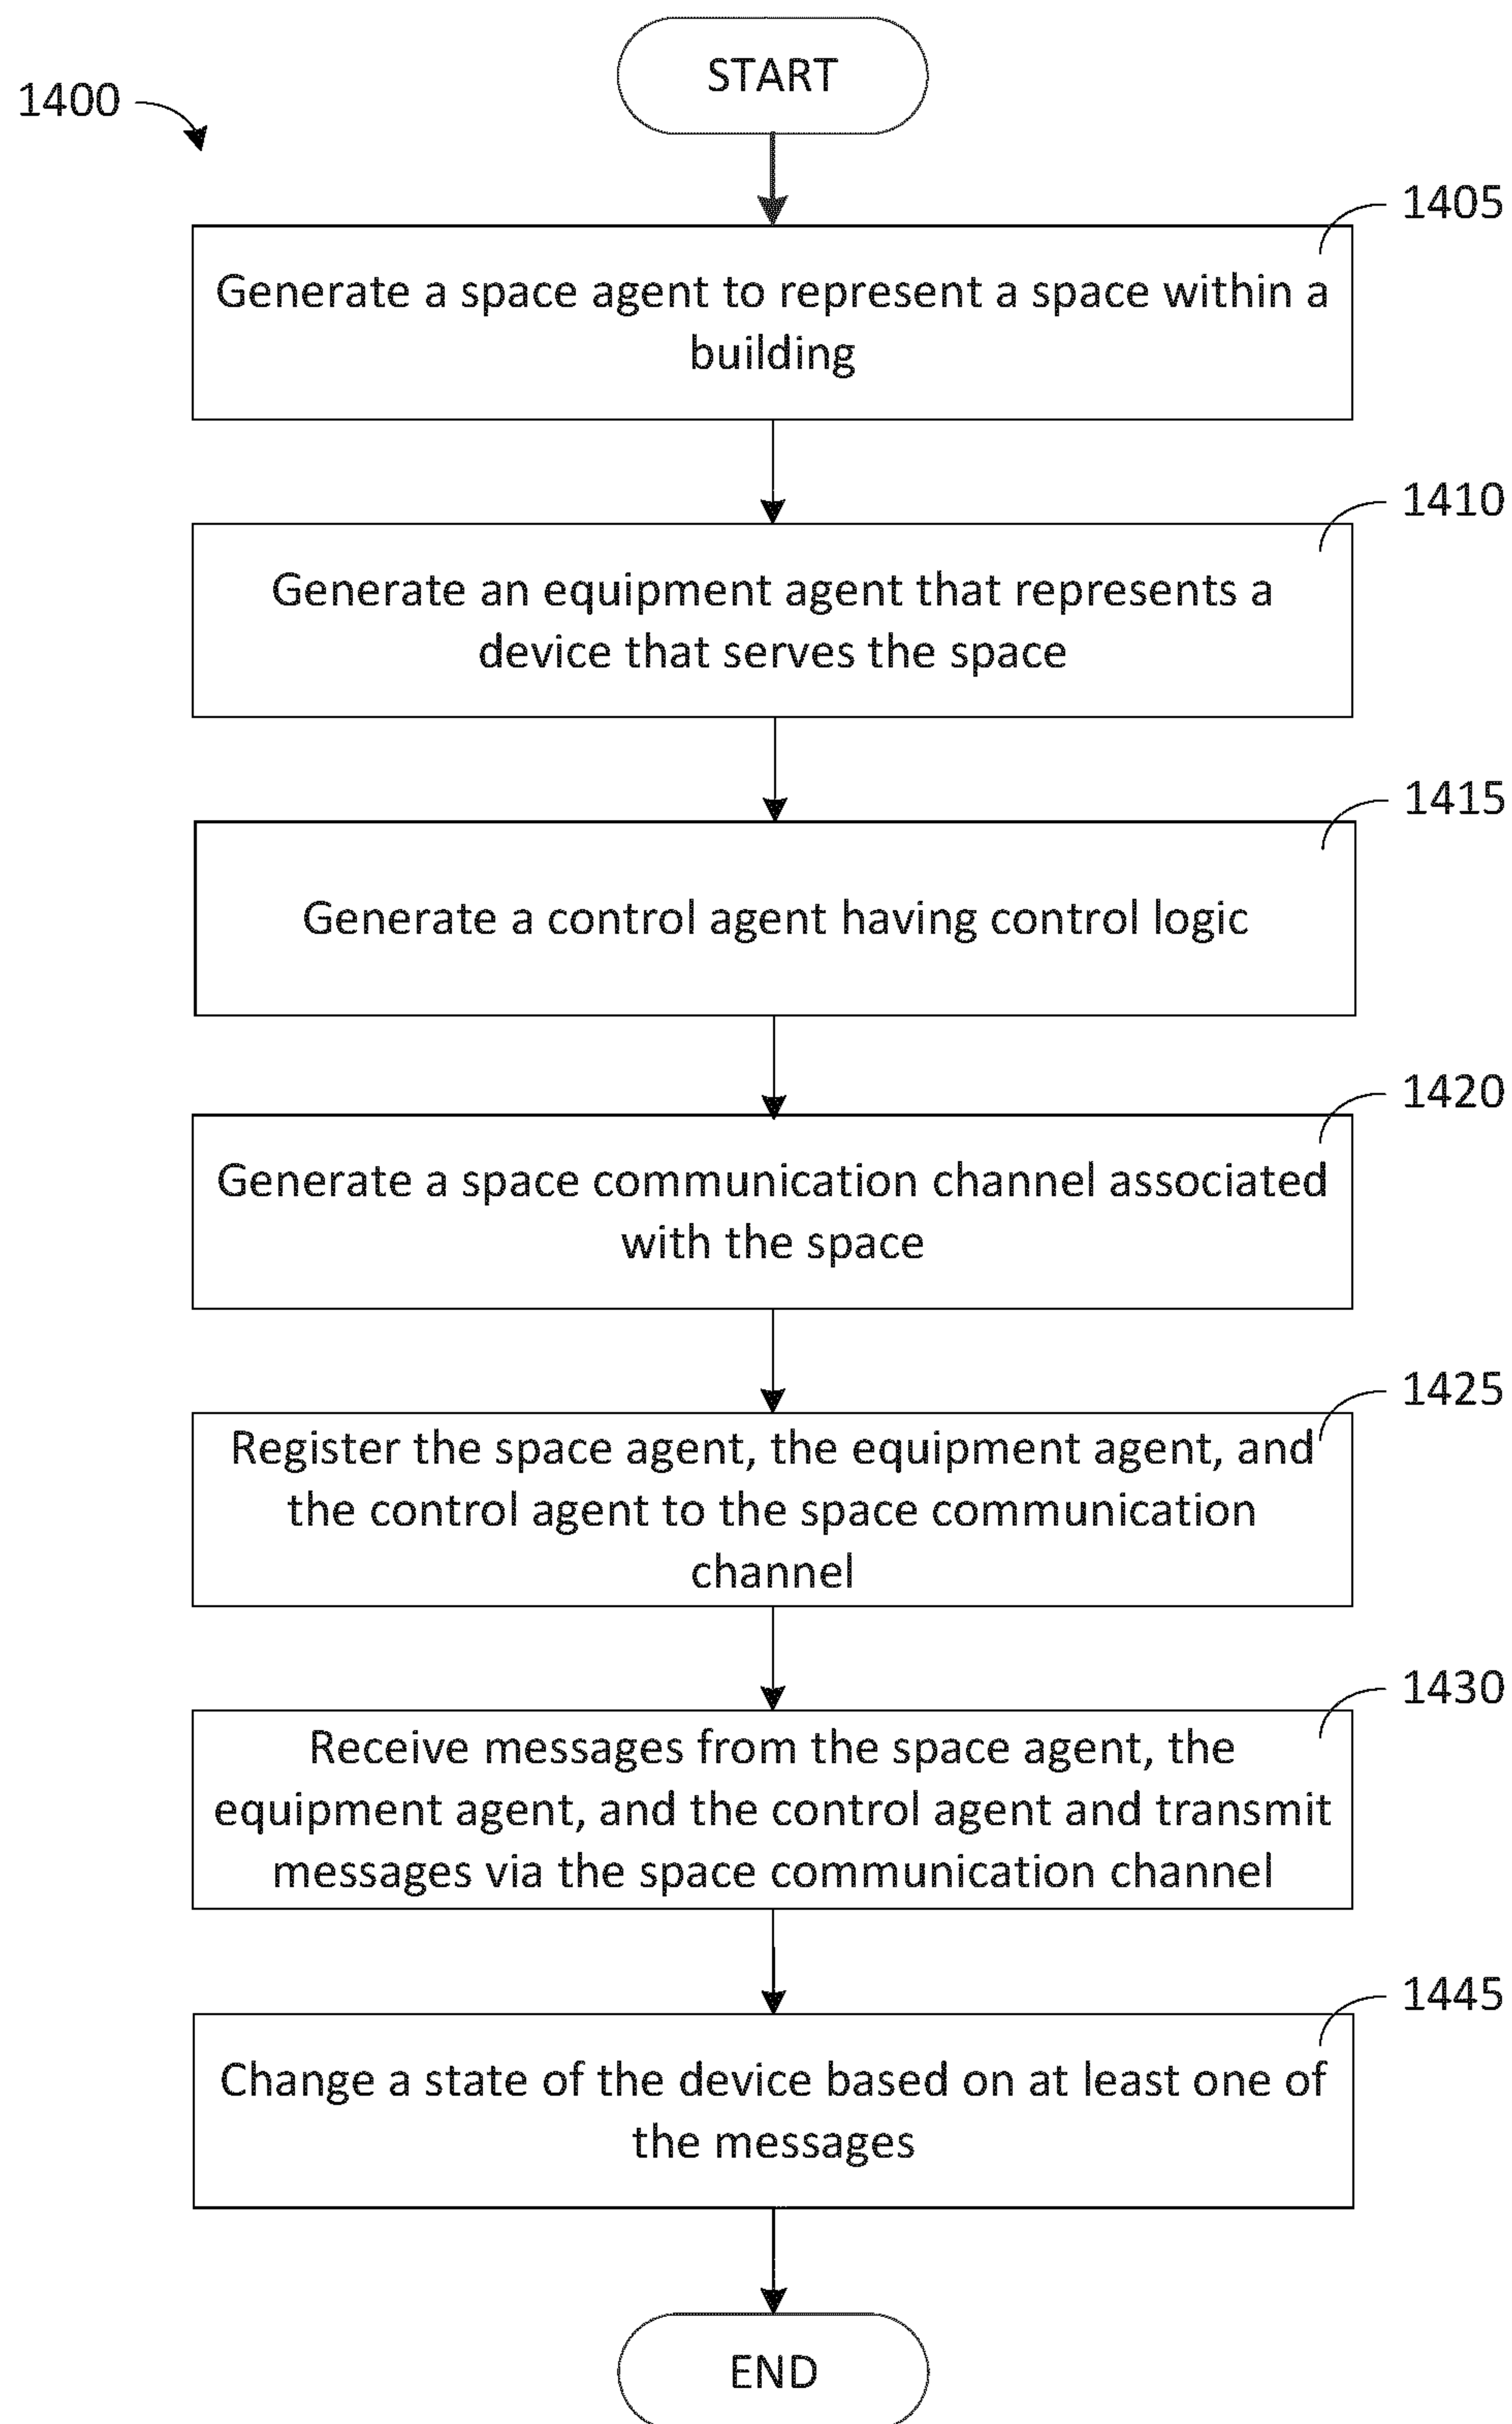 START
1400
1405
Generate a space agent to represent a space within a
building
1410
Generate an equipment agent that represents a
device that serves the space
1415
Generate a control agent having control logic
1420
Generate a space communication channel associated
with the space
1425
Register the space agent, the equipment agent, and
the control agent to the space communication
channel
1430
Receive messages from the space agent, the
equipment agent, and the control agent and transmit
messages via the space communication channel
1445
Change a state of the device based on at least one of
the messages
END